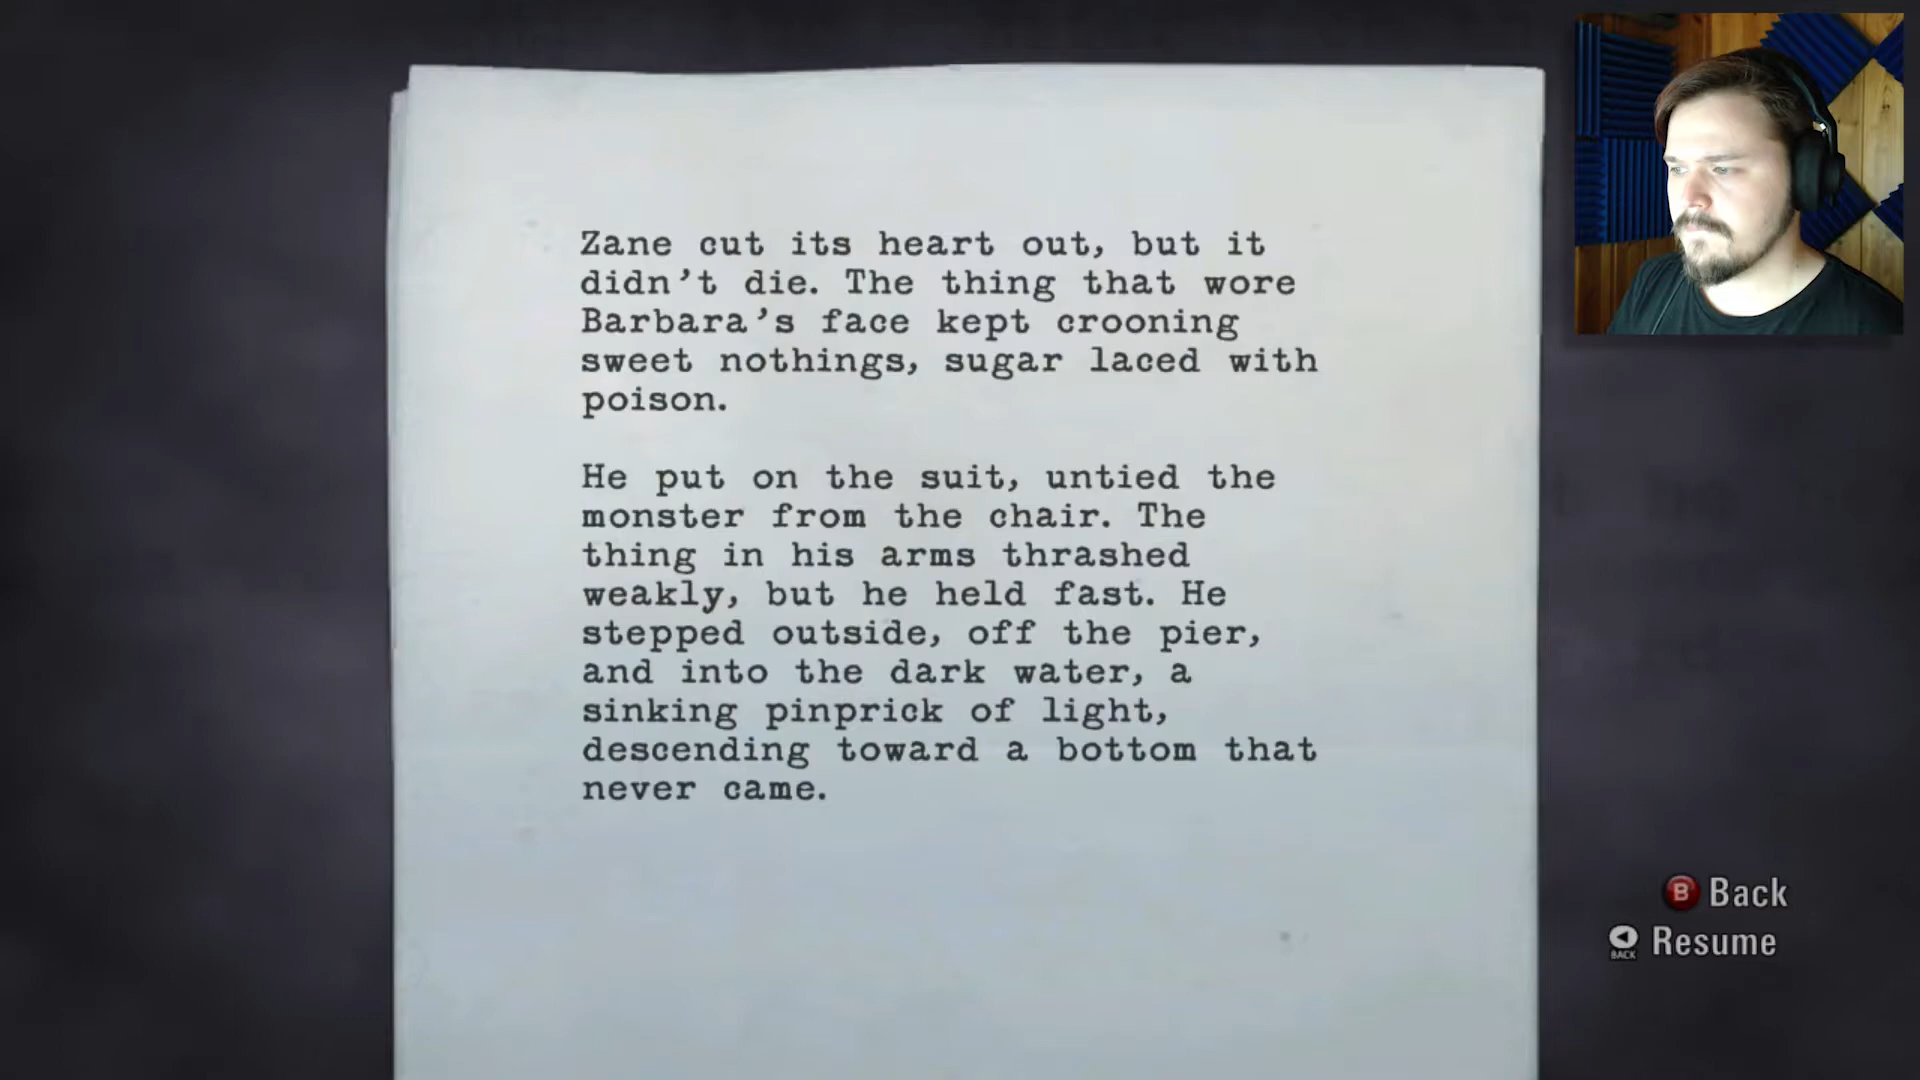 Zane cut its heart out, but it
didn’t die. The thing that wore
Barbara’s face kept crooning
sweet nothings, sugar laced with
poison.
He put on the suit, untied the
monster from the chair. The
thing in his arms thrashed
weakly, but he held fast. He
stepped outside, off the pier,
and into the dark water, a
sinking pinprick of light,
descending toward a bottom that
never came.
B Back
BACK Resume